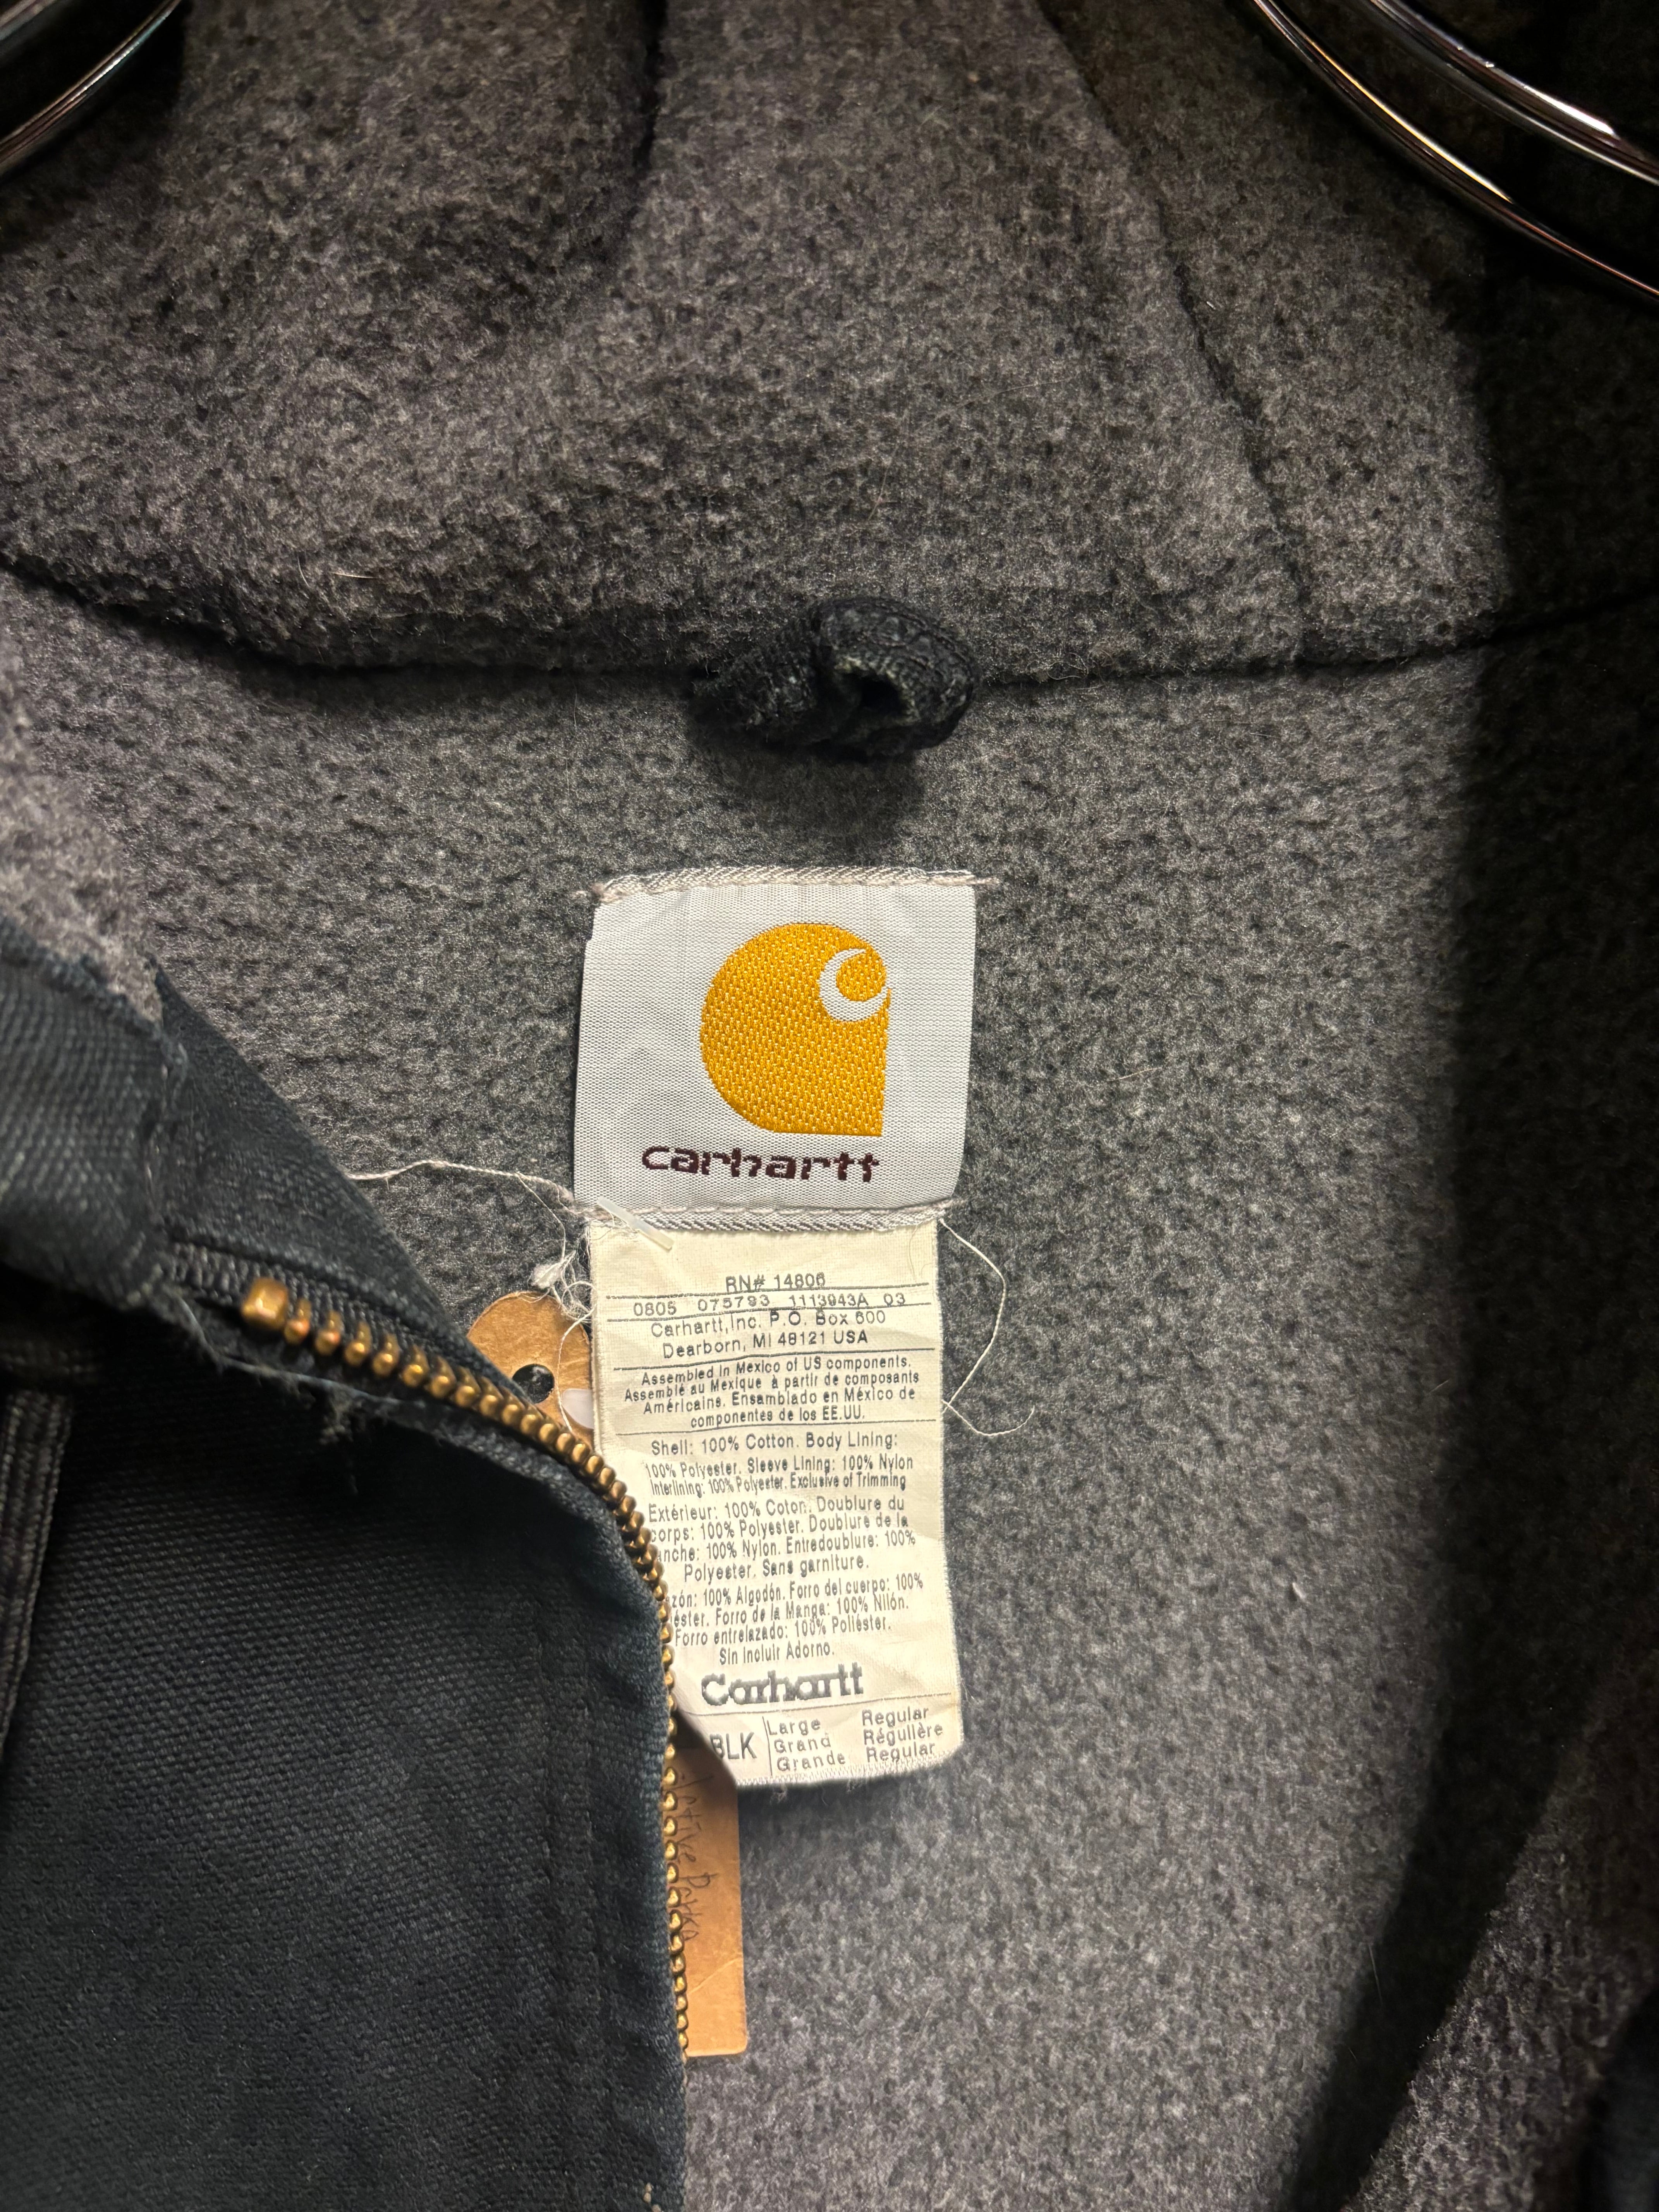 carhartt
RN# 14806
0805 075793 1113943A 03
Carhartt,Inc. P.O. Box 600
Dearborn, MI 48121 USA
Assembled in Mexico of US components.
Assemblé au Mexique à partir de composants
Américains. Ensamblado en México de
componentes de los EE.UU.
Shell: 100% Cotton. Body Lining:
100% Polyester. Sleeve Lining: 100% Nylon
Interlining: 100% Polyester. Exclusive of Trimming
Extérieur: 100% Coton. Doublure du
corps: 100% Polyester. Doublure de la
nche: 100% Nylon. Entredoublure: 100%
Polyester. Sans garniture.
zón: 100% Algodón. Forro del cuerpo: 100%
éster. Forro de la Manga: 100% Nilón.
Forro entrelazado: 100% Poliéster.
Sin Incluir Adorno.
Carhartt
BLK Large Regular
Grand Régulière
Grande Regular
Active